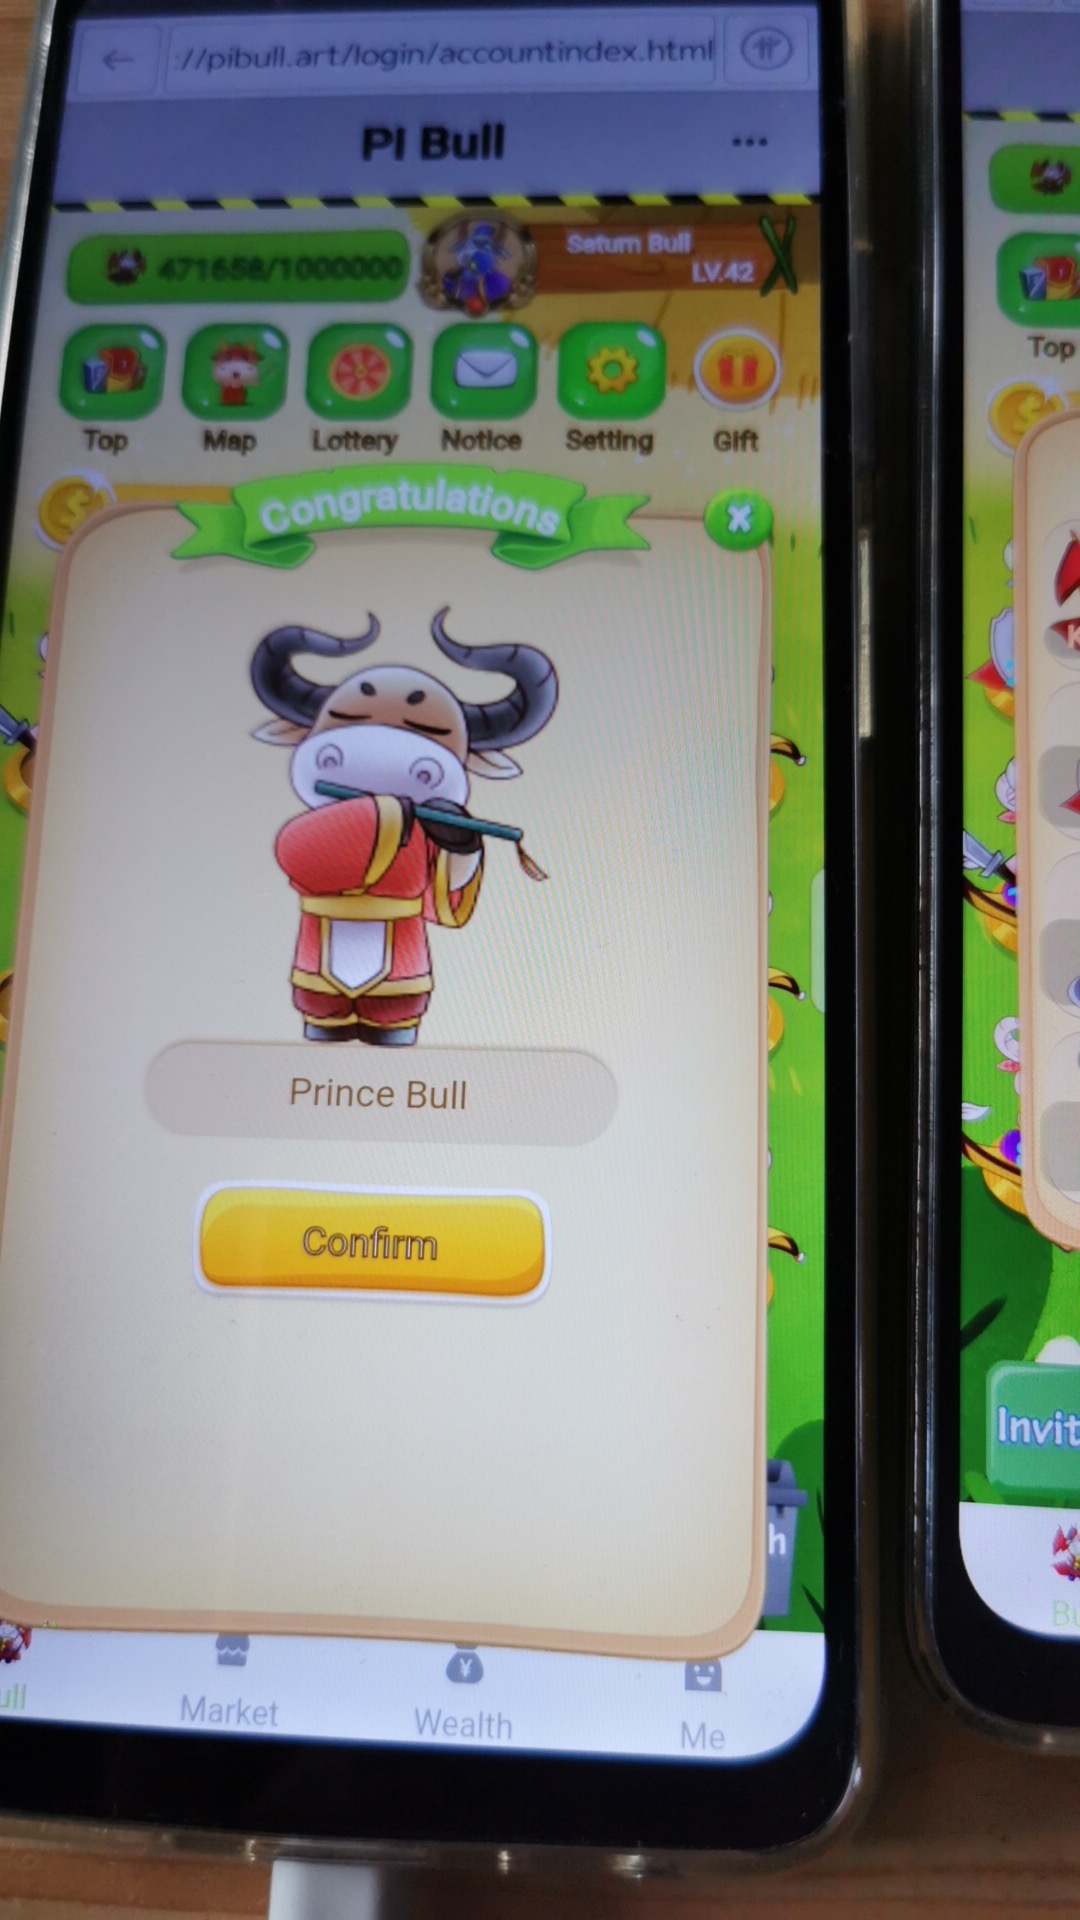 ://pibull.art/login/accountindex.html
PI Bull
471658/1000000
Saturn Bull
LV.42
Top
Map
Lottery
Notice
Setting
Gift
Congratulations
Prince Bull
Confirm
h
ull
Market
Wealth
Me
Top
K
Invit
Bu